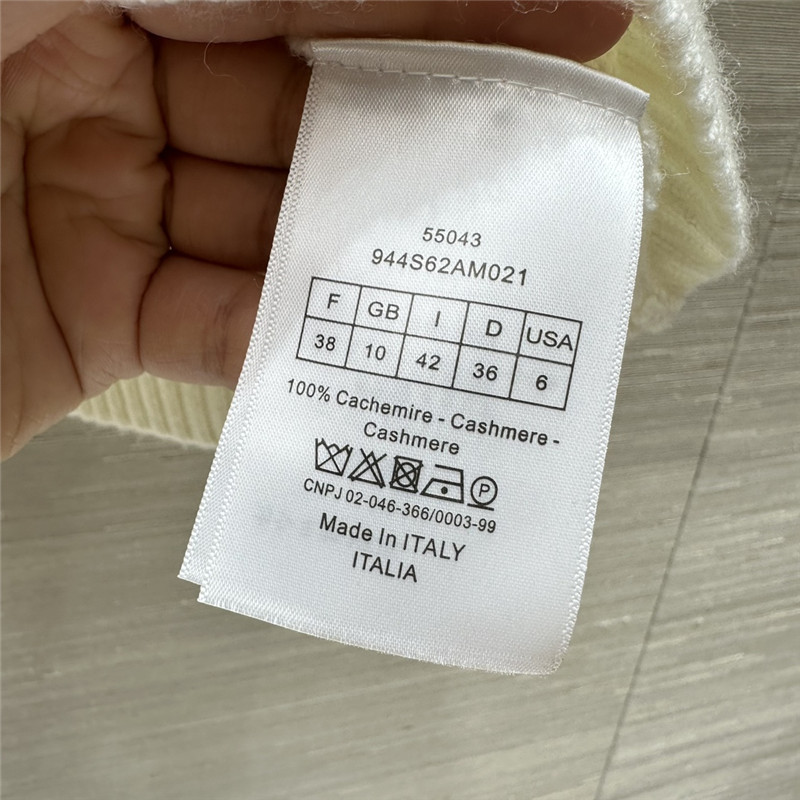 55043
944S62AM021
F GB I D USA
38 10 42 36 6
100% Cachemire - Cashmere -
Cashmere
P
CNPJ 02-046-366/0003-99
Made In ITALY
ITALIA